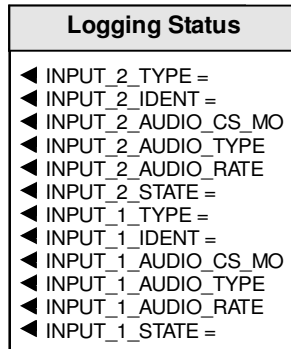 Logging Status
INPUT_2_TYPE =
INPUT_2_IDENT =
INPUT_2_AUDIO_CS_MO
INPUT_2_AUDIO_TYPE
INPUT_2_AUDIO_RATE
INPUT_2_STATE =
INPUT_1_TYPE =
INPUT_1_IDENT =
INPUT_1_AUDIO_CS_MO
INPUT_1_AUDIO_TYPE
INPUT_1_AUDIO_RATE
INPUT_1_STATE =